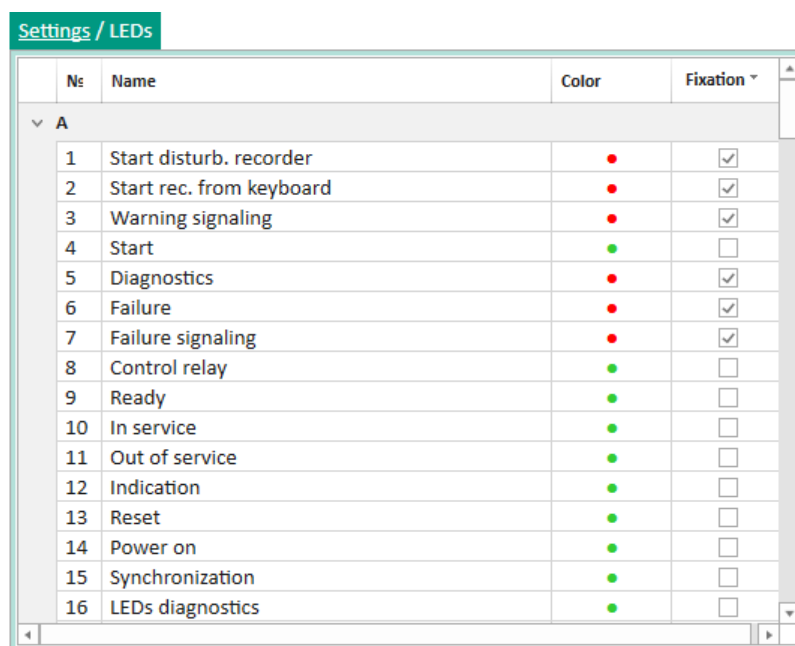 Settings / LEDs
№ Name Color Fixation
A
1 Start disturb. recorder
2 Start rec. from keyboard
3 Warning signaling
4 Start
5 Diagnostics
6 Failure
7 Failure signaling
8 Control relay
9 Ready
10 In service
11 Out of service
12 Indication
13 Reset
14 Power on
15 Synchronization
16 LEDs diagnostics